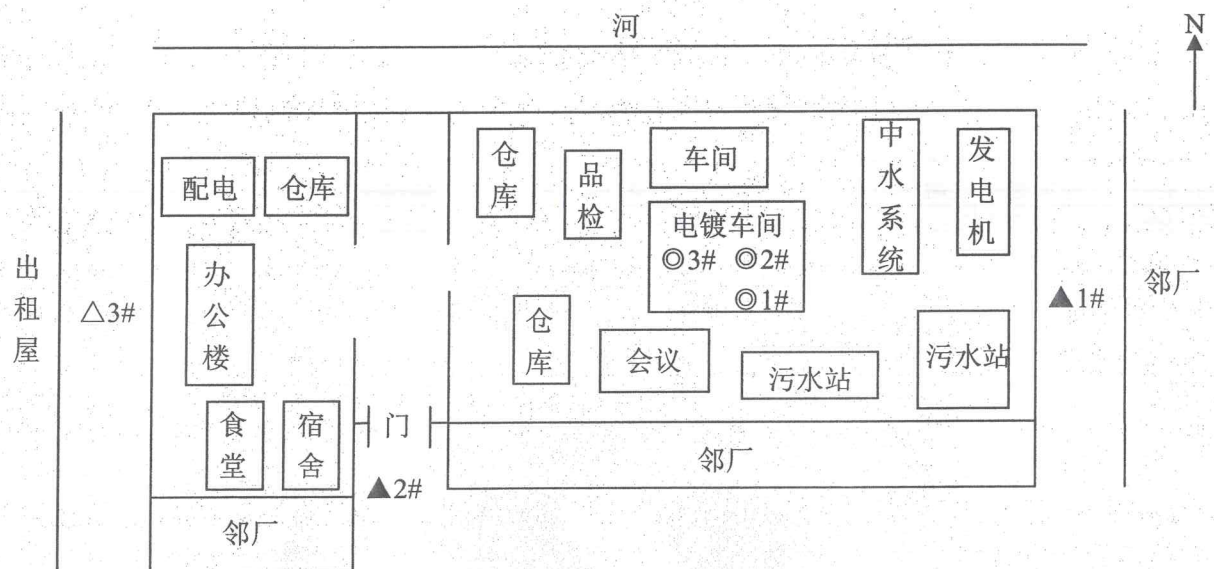 河
N
配电
仓库
仓库
品检
车间
中水系统
发电机
电镀车间
◎3# ◎2#
◎1#
出租屋
△3#
办公楼
仓库
会议
污水站
污水站
▲1#
邻厂
食堂
宿舍
门
邻厂
▲2#
邻厂